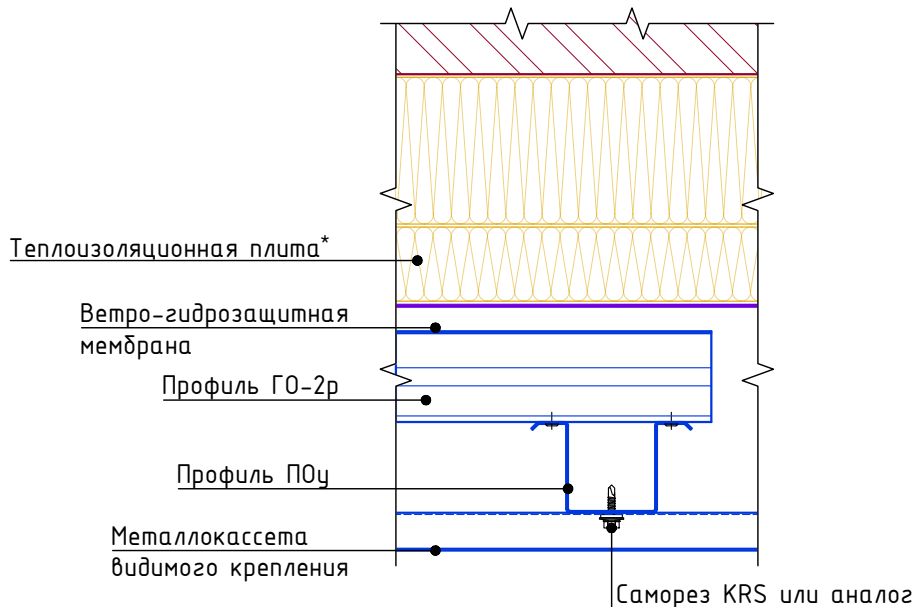 Теплоизоляционная плита*
Ветро-гидрозащитная
мембрана
Профиль ГО-2р
Профиль ПОу
Металлокассета
видимого крепления
Саморез KRS или аналог